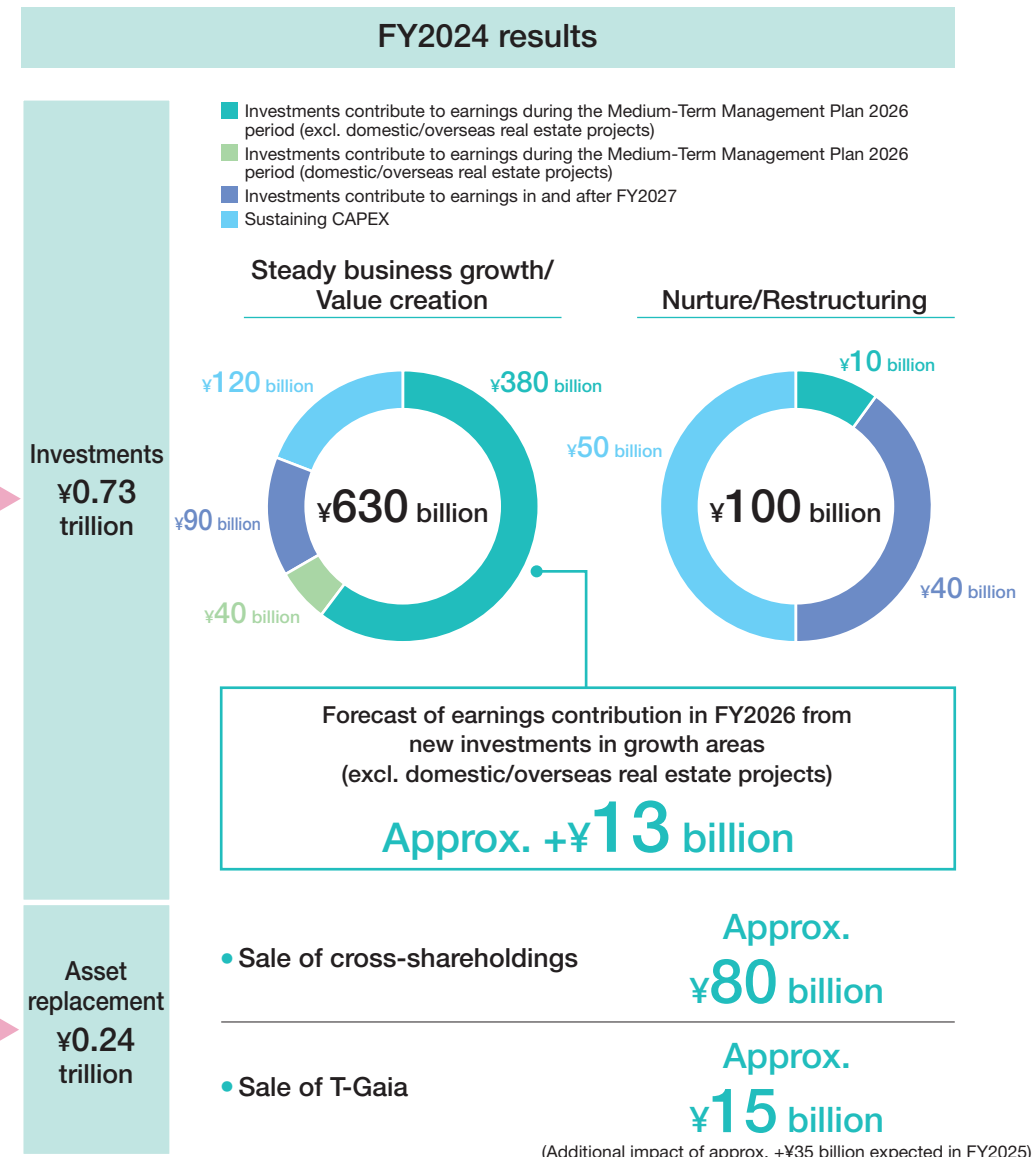 FY2024 results
Investments contribute to earnings during the Medium-Term Management Plan 2026
period (excl. domestic/overseas real estate projects)
Investments contribute to earnings during the Medium-Term Management Plan 2026
period (domestic/overseas real estate projects)
Investments contribute to earnings in and after FY2027
Sustaining CAPEX
Investments
¥0.73
trillion
Steady business growth/
Value creation
¥120 billion
¥380 billion
¥630 billion
¥90 billion
¥40 billion
Nurture/Restructuring
¥10 billion
¥50 billion
¥100 billion
¥40 billion
Forecast of earnings contribution in FY2026 from
new investments in growth areas
(excl. domestic/overseas real estate projects)
Approx. +¥13 billion
Asset
replacement
¥0.24
trillion
• Sale of cross-shareholdings
Approx.
¥80 billion
• Sale of T-Gaia
Approx.
¥15 billion
(Additional impact of approx. +¥35 billion expected in FY2025)